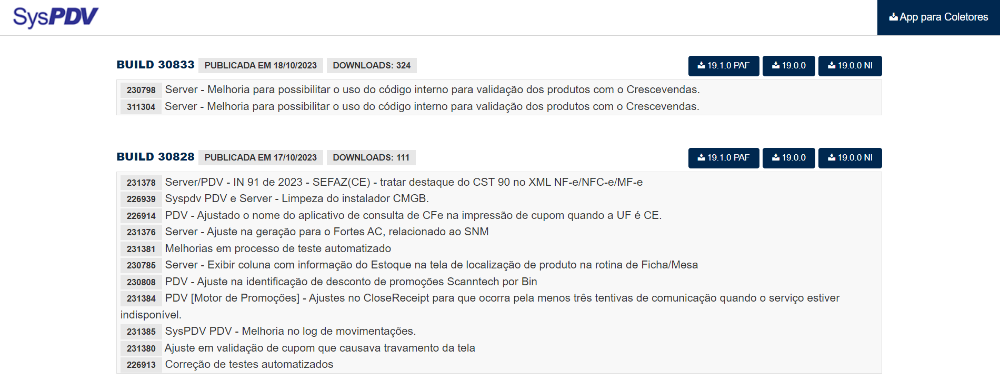 SysPDV
App para Coletores
BUILD 30833 PUBLICADA EM 18/10/2023 DOWNLOADS: 324 19.1.0 PAF 19.0.0 19.0.0 NI
230798 Server - Melhoria para possibilitar o uso do código interno para validação dos produtos com o Crescevendas.
311304 Server - Melhoria para possibilitar o uso do código interno para validação dos produtos com o Crescevendas.
BUILD 30828 PUBLICADA EM 17/10/2023 DOWNLOADS: 111 19.1.0 PAF 19.0.0 19.0.0 NI
231378 Server/PDV - IN 91 de 2023 - SEFAZ(CE) - tratar destaque do CST 90 no XML NF-e/NFC-e/MF-e
226939 Syspdv PDV e Server - Limpeza do instalador CMGB.
226914 PDV - Ajustado o nome do aplicativo de consulta de CFe na impressão de cupom quando a UF é CE.
231376 Server - Ajuste na geração para o Fortes AC, relacionado ao SNM
231381 Melhorias em processo de teste automatizado
230785 Server - Exibir coluna com informação do Estoque na tela de localização de produto na rotina de Ficha/Mesa
230808 PDV - Ajuste na identificação de desconto de promoções Scanntech por Bin
231384 PDV [Motor de Promoções] - Ajustes no CloseReceipt para que ocorra pela menos três tentivas de comunicação quando o serviço estiver
indisponível.
231385 SysPDV PDV - Melhoria no log de movimentações.
231380 Ajuste em validação de cupom que causava travamento da tela
226913 Correção de testes automatizados